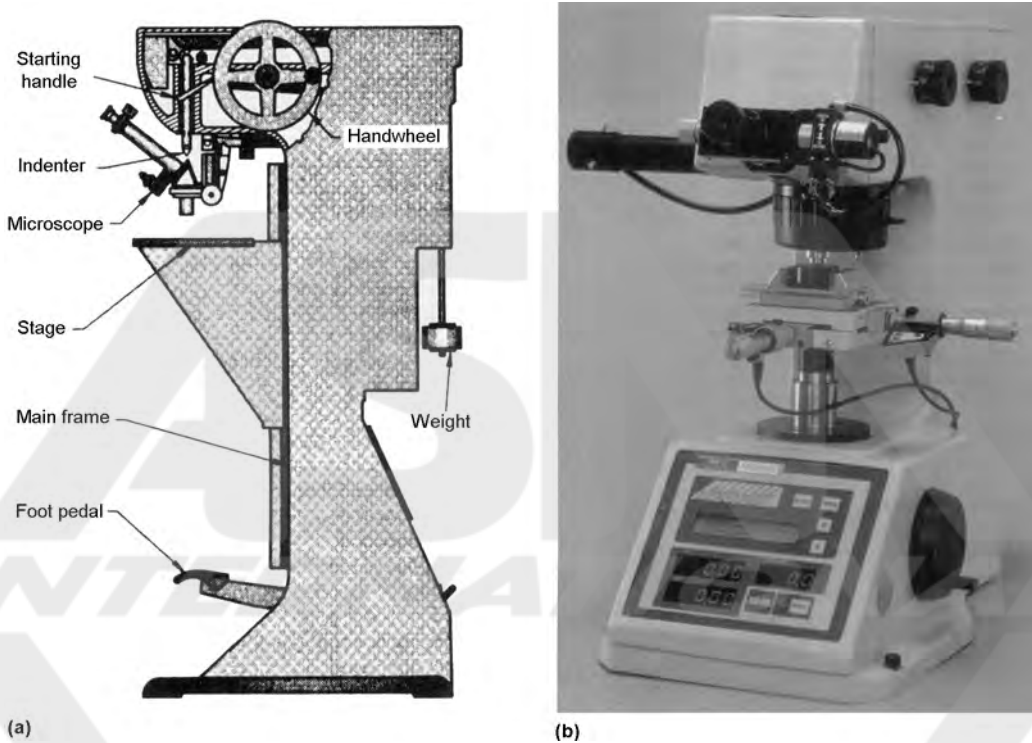 Starting
handle
Handwheel
Indenter
Microscope
Stage
Main frame
Weight
Foot pedal
(a)
(b)